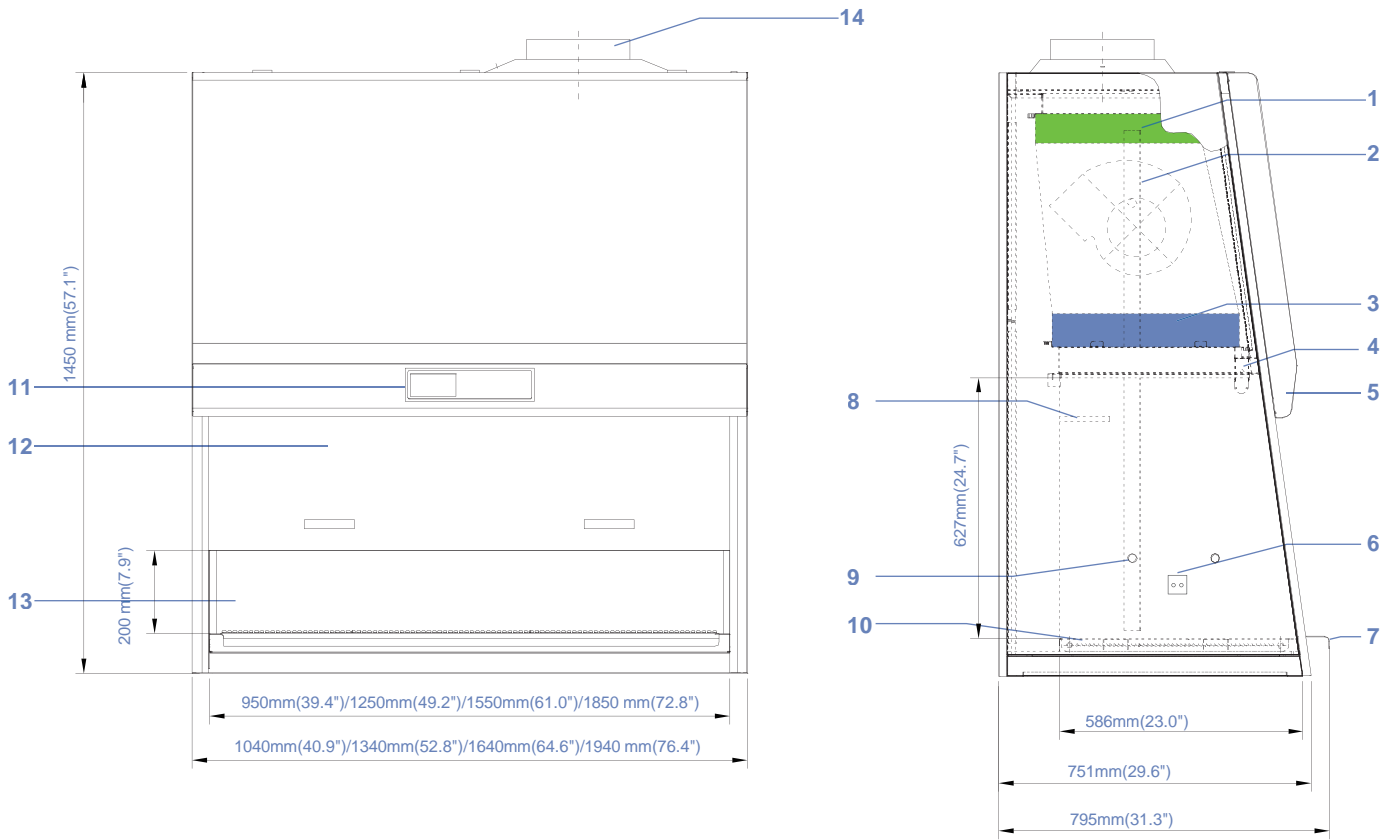 14
1
2
3
4
5
6
7
8
9
10
11
12
13
1450 mm(57.1")
200 mm(7.9")
950mm(39.4")/1250mm(49.2")/1550mm(61.0")/1850 mm(72.8")
1040mm(40.9")/1340mm(52.8")/1640mm(64.6")/1940 mm(76.4")
627mm(24.7")
586mm(23.0")
751mm(29.6")
795mm(31.3")